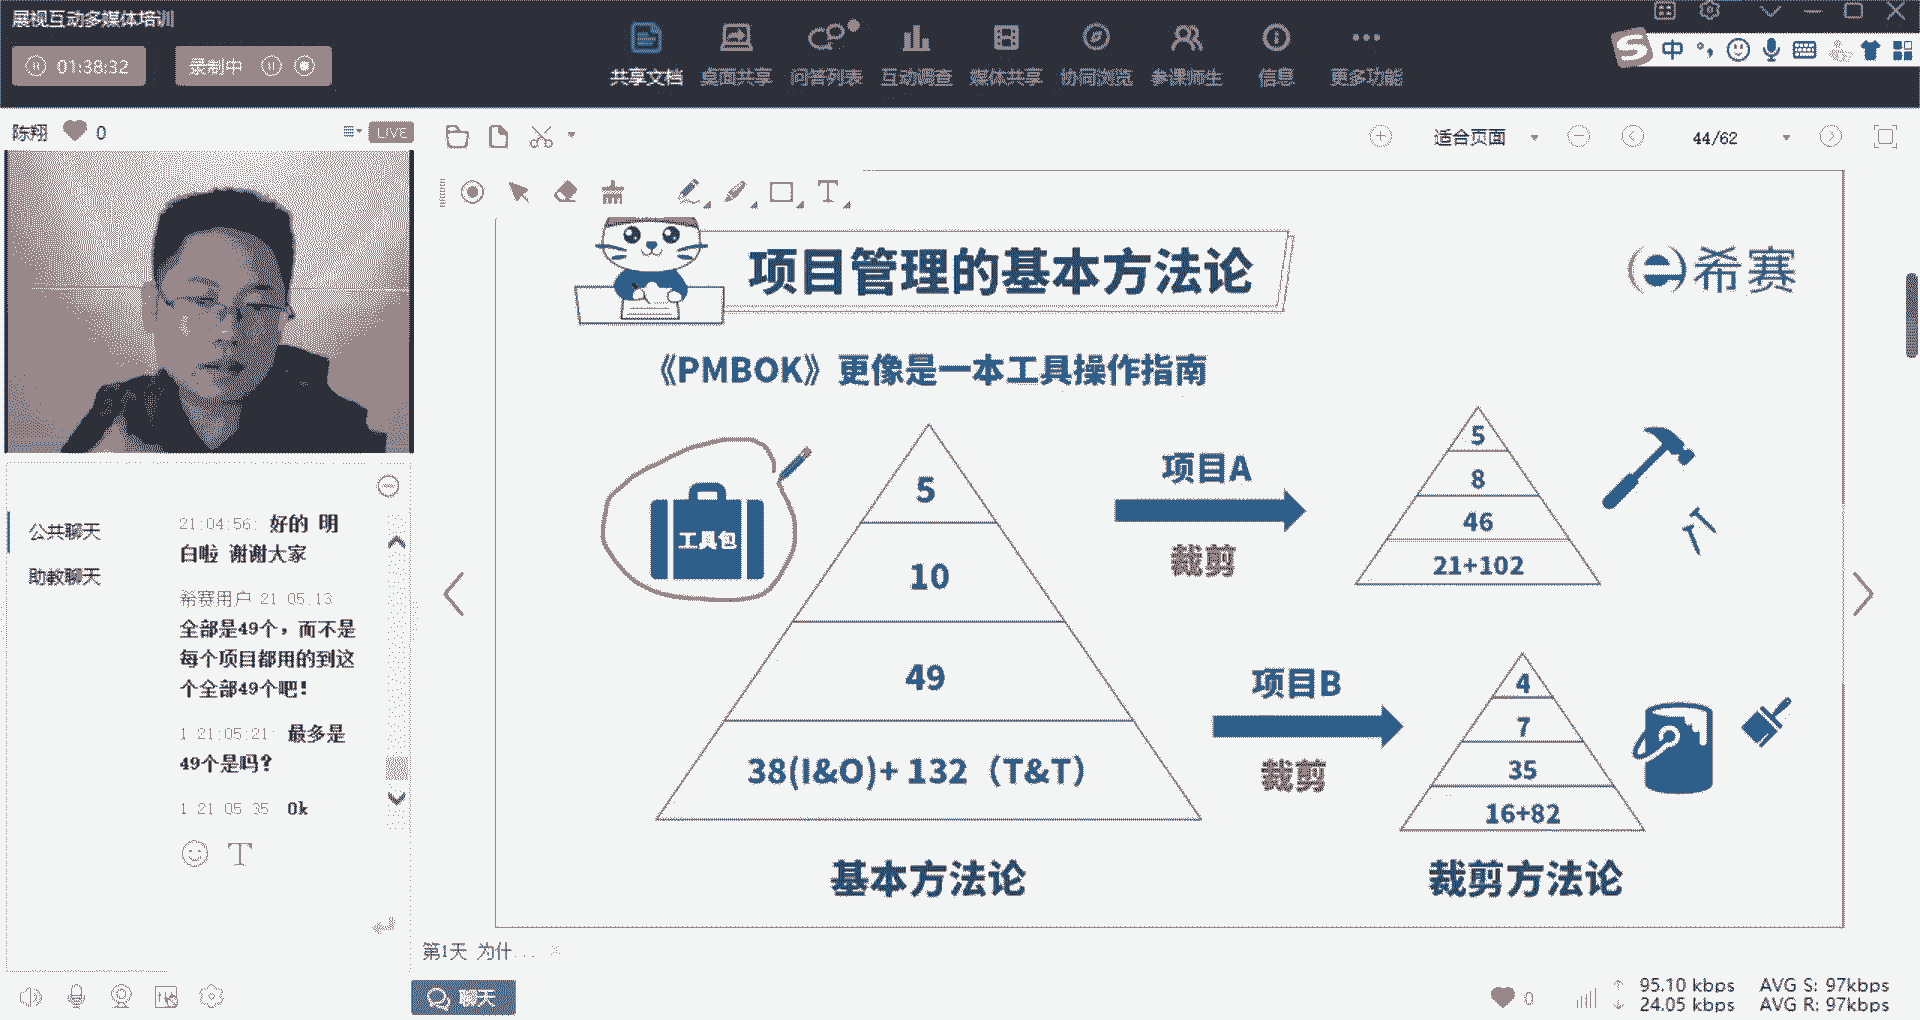 展视互动多媒体培训
01:38:32
录制中
共享文档 桌面共享 问答列表 互动调查 媒体共享 协同浏览 参课师生 信息 更多功能
中
陈翔 0
LIVE
适合页面
44/62
项目管理的基本方法论
希赛
《PMBOK》更像是一本工具操作指南
工具包
5
10
49
38(I&O)+ 132（T&T）
基本方法论
项目A
裁剪
5
8
46
21+102
项目B
裁剪
4
7
35
16+82
裁剪方法论
公共聊天
助教聊天
21:04:56: 好的 明
白啦 谢谢大家
希赛用户 21 05.13
全部是49个，而不是
每个项目都用的到这
个全部49个吧！
1 21:05:21: 最多是
49个是吗？
1 21 05 35 Ok
第1天 为什...
聊天
0
95.10 kbps AVG S: 97kbps
24.05 kbps AVG R: 97kbps